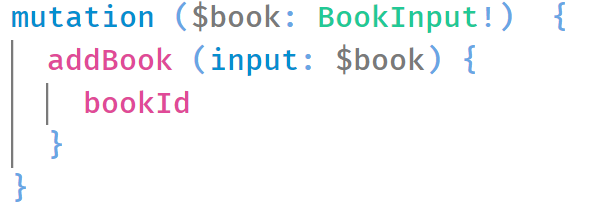 mutation ($book: BookInput!)  {
  addBook (input: $book) {
    bookId
  }
}